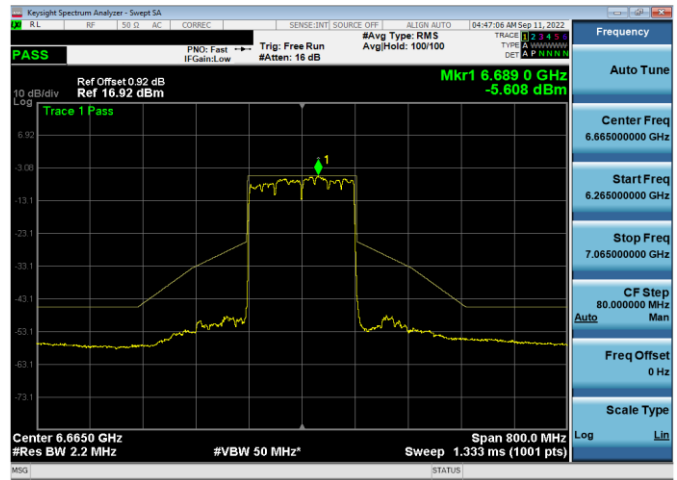 Keysight Spectrum Analyzer - Swept SA
RL RF 50 Ω AC CORREC SENSE:INT SOURCE OFF ALIGN AUTO 04:47:06 AM Sep 11, 2022
PASS
PNO: Fast
IFGain:Low
Trig: Free Run
#Atten: 16 dB
#Avg Type: RMS
Avg|Hold: 100/100
TRACE 1 2 3 4 5 6
TYPE A WWWWW
DET A P N N N N
Ref Offset 0.92 dB
Ref 16.92 dBm
10 dB/div
Log
Mkr1 6.689 0 GHz
-5.608 dBm
Trace 1 Pass
1
6.92
-3.08
-13.1
-23.1
-33.1
-43.1
-53.1
-63.1
-73.1
Center 6.6650 GHz
#Res BW 2.2 MHz
#VBW 50 MHz*
Span 800.0 MHz
Sweep 1.333 ms (1001 pts)
MSG
STATUS
Frequency
Auto Tune
Center Freq
6.665000000 GHz
Start Freq
6.265000000 GHz
Stop Freq
7.065000000 GHz
CF Step
80.000000 MHz
Auto Man
Freq Offset
0 Hz
Scale Type
Log Lin